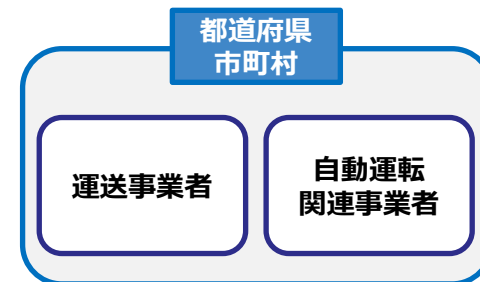 都道府県
市町村
運送事業者
自動運転
関連事業者